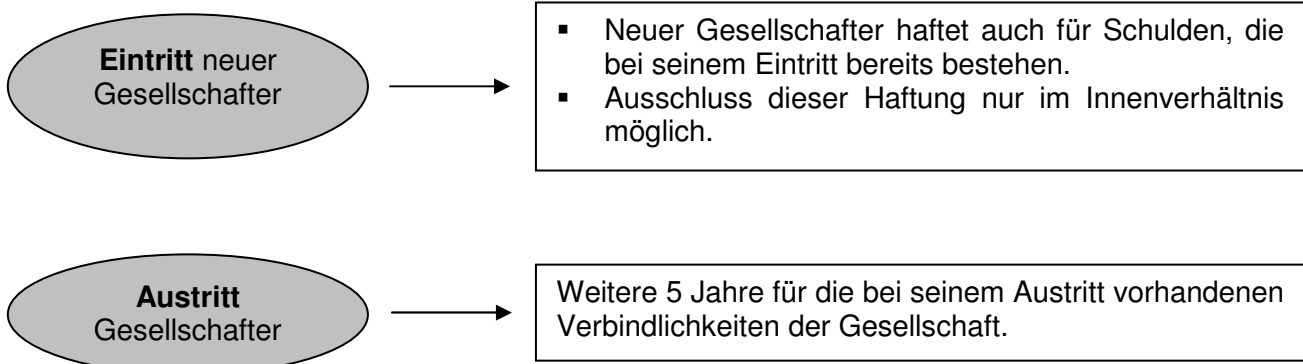 Eintritt neuer
Gesellschafter
▪ Neuer Gesellschafter haftet auch für Schulden, die
bei seinem Eintritt bereits bestehen.
▪ Ausschluss dieser Haftung nur im Innenverhältnis
möglich.
Austritt
Gesellschafter
Weitere 5 Jahre für die bei seinem Austritt vorhandenen
Verbindlichkeiten der Gesellschaft.